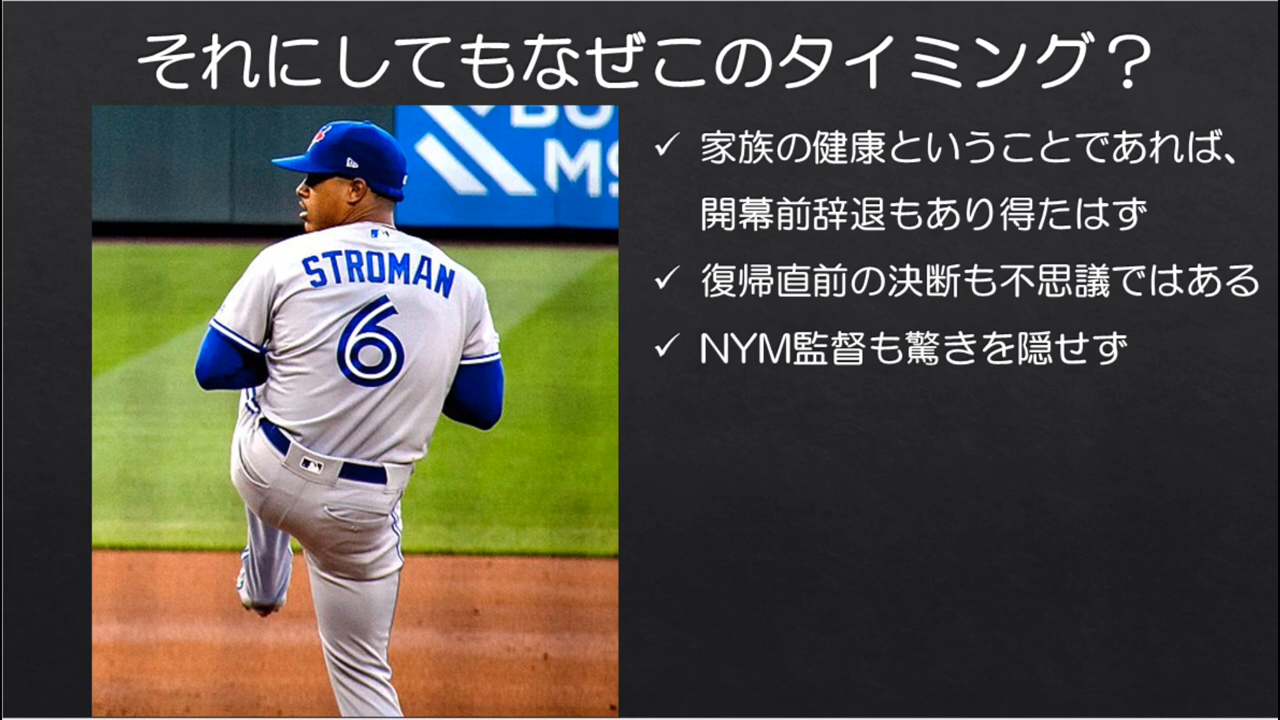 それにしてもなぜこのタイミング？
BO
MS
STROMAN
6
✓ 家族の健康ということであれば、
開幕前辞退もあり得たはず
✓ 復帰直前の決断も不思議ではある
✓ NYM監督も驚きを隠せず